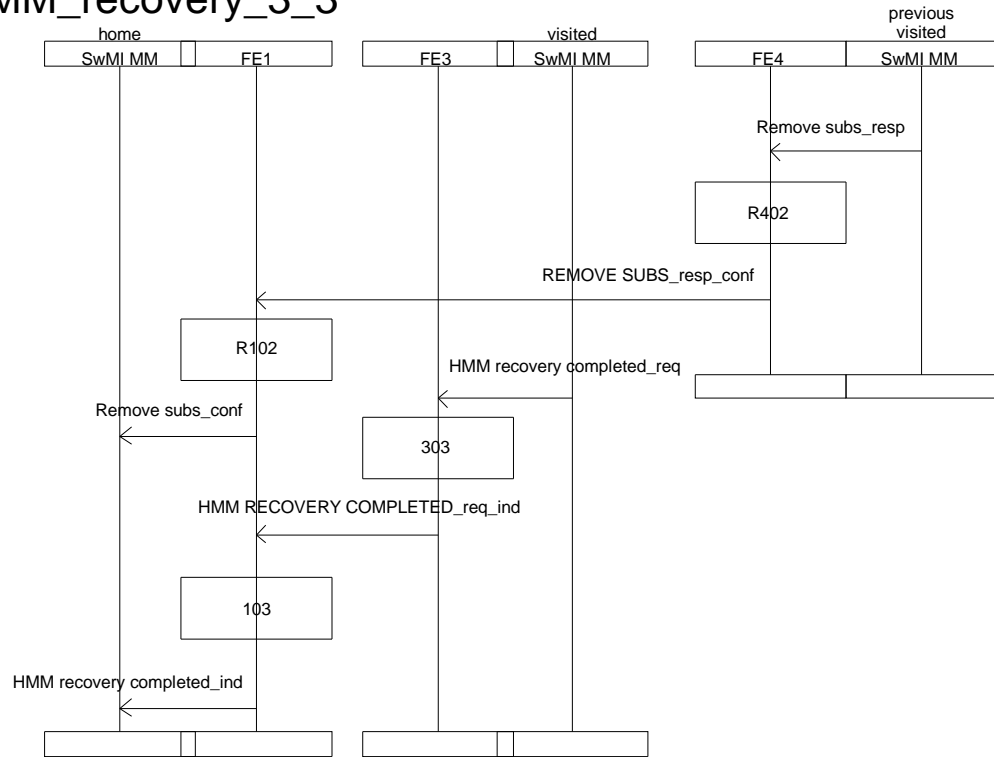 MM_recovery_3_3
home
visited
previous
visited
SwMI MM
FE1
FE3
SwMI MM
FE4
SwMI MM
Remove subs_resp
R402
REMOVE SUBS_resp_conf
R102
HMM recovery completed_req
Remove subs_conf
303
HMM RECOVERY COMPLETED_req_ind
103
HMM recovery completed_ind